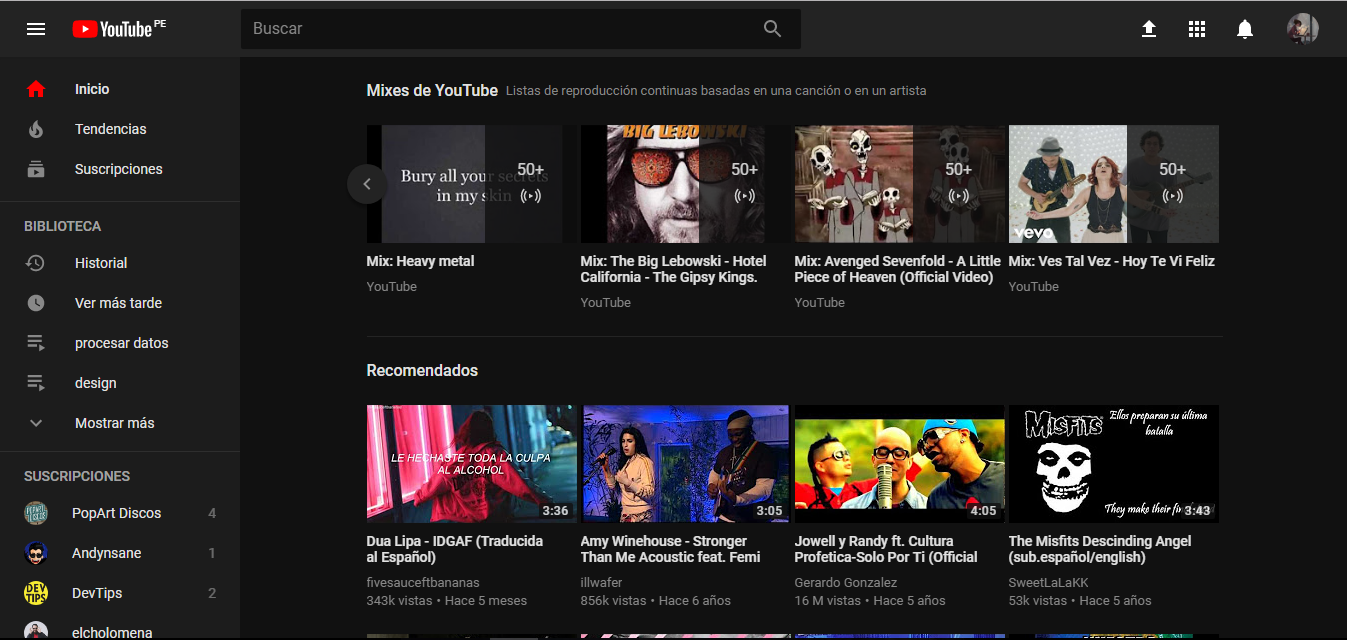 YouTube PE
Buscar
Inicio
Tendencias
Suscripciones
BIBLIOTECA
Historial
Ver más tarde
procesar datos
design
Mostrar más
SUSCRIPCIONES
PopArt Discos 4
Andynsane 1
DevTips 2
elcholomena
Mixes de YouTube Listas de reproducción continuas basadas en una canción o en un artista
Bury all your secrets
in my skin
50+
BIG LEBOWSKI
50+
50+
50+
vevo
Mix: Heavy metal
YouTube
Mix: The Big Lebowski - Hotel
California - The Gipsy Kings.
YouTube
Mix: Avenged Sevenfold - A Little
Piece of Heaven (Official Video)
YouTube
Mix: Ves Tal Vez - Hoy Te Vi Feliz
YouTube
Recomendados
LE HECHASTE TODA LA CULPA
AL ALCOHOL
3:36
Dua Lipa - IDGAF (Traducida
al Español)
fivesauceftbananas
343k vistas • Hace 5 meses
3:05
Amy Winehouse - Stronger
Than Me Acoustic feat. Femi
illwafer
856k vistas • Hace 6 años
4:05
Jowell y Randy ft. Cultura
Profetica-Solo Por Ti (Official
Gerardo Gonzalez
16 M vistas • Hace 5 años
MISFITS
Ellos preparan su última
batalla
They make their
3:43
The Misfits Descinding Angel
(sub.español/english)
SweetLaLaKK
53k vistas • Hace 5 años